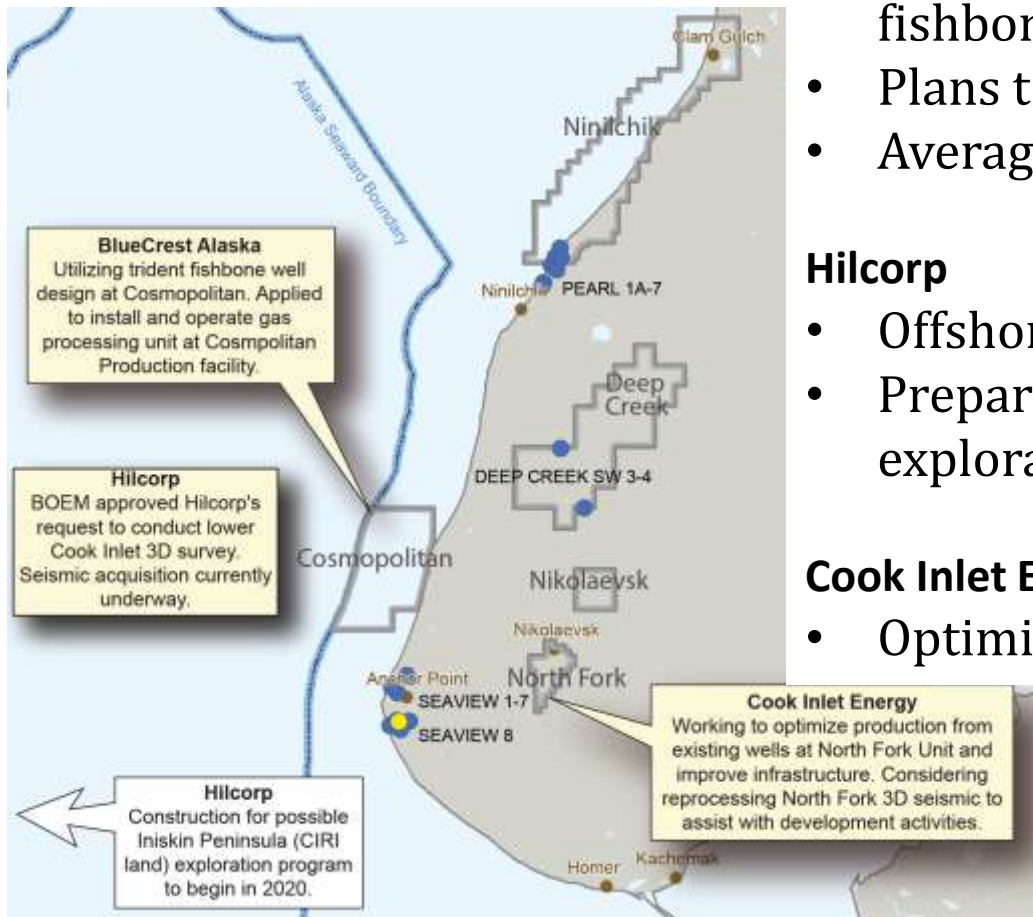 Clam Gulch
Alaska Seaward Boundary
Ninilchik
BlueCrest Alaska
Utilizing trident fishbone well
design at Cosmopolitan. Applied
to install and operate gas
processing unit at Cosmpolitan
Production facility.
Ninilchik
PEARL 1A-7
Deep
Creek
DEEP CREEK SW 3-4
Hilcorp
BOEM approved Hilcorp's
request to conduct lower
Cook Inlet 3D survey.
Seismic acquisition currently
underway.
Cosmopolitan
Nikolaevsk
Nikolaevsk
North Fork
Anchor Point
SEAVIEW 1-7
SEAVIEW 8
Cook Inlet Energy
Working to optimize production from
existing wells at North Fork Unit and
improve infrastructure. Considering
reprocessing North Fork 3D seismic to
assist with development activities.
Hilcorp
Construction for possible
Iniskin Peninsula (CIRI
land) exploration program
to begin in 2020.
Homer
Kachemak
fishbon
• Plans t
• Averag
Hilcorp
• Offshor
• Prepar
explora
Cook Inlet E
• Optimi